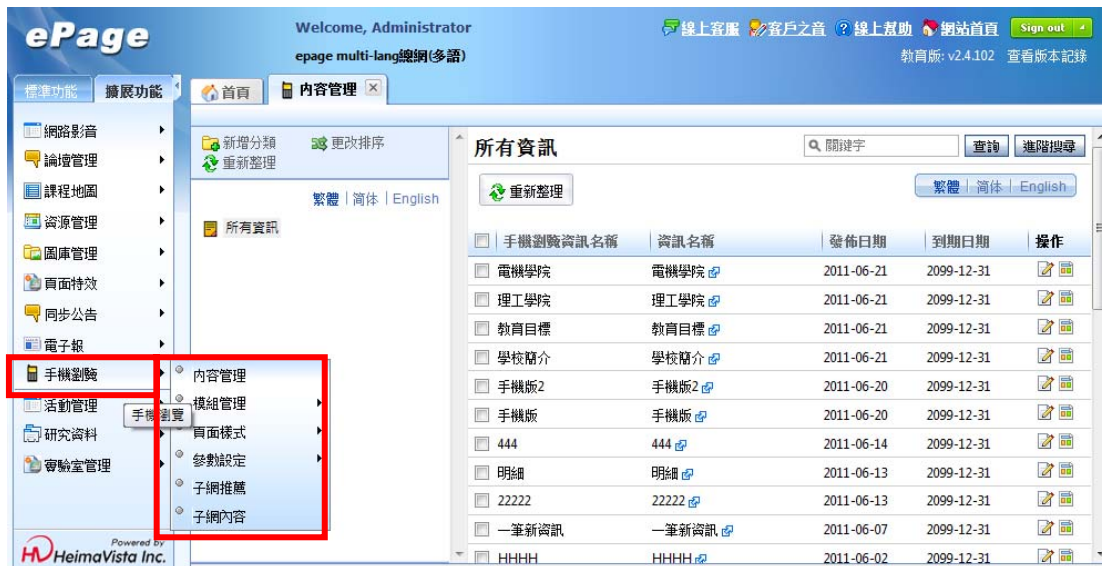 ePage
Welcome, Administrator
epage multi-lang總網(多語)
線上客服 客戶之音 線上幫助 網站首頁 Sign out
教育版: v2.4.102 查看版本記錄
標準功能 擴展功能
首頁 內容管理
網路影音
論壇管理
課程地圖
資源管理
圖庫管理
頁面特效
同步公告
電子報
手機瀏覽
活動管理
手機瀏覽
研究資料
實驗室管理
Powered by
HeimaVista Inc.
內容管理
模組管理
頁面樣式
參數設定
子網推薦
子網內容
新增分類 更改排序
重新整理
繁體 | 简体 | English
所有資訊
所有資訊
關鍵字 查詢 進階搜尋
重新整理
繁體 | 简体 | English
手機瀏覽資訊名稱 資訊名稱 發佈日期 到期日期 操作
電機學院 電機學院 2011-06-21 2099-12-31
理工學院 理工學院 2011-06-21 2099-12-31
教育目標 教育目標 2011-06-21 2099-12-31
學校簡介 學校簡介 2011-06-21 2099-12-31
手機版2 手機版2 2011-06-20 2099-12-31
手機版 手機版 2011-06-20 2099-12-31
444 444 2011-06-14 2099-12-31
明細 明細 2011-06-13 2099-12-31
22222 22222 2011-06-13 2099-12-31
一筆新資訊 一筆新資訊 2011-06-07 2099-12-31
HHHH HHHH 2011-06-02 2099-12-31